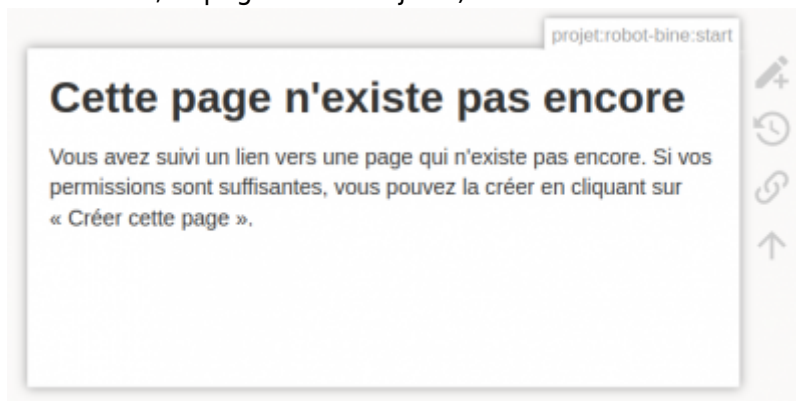 projet:robot-bine:start
Cette page n'existe pas encore
Vous avez suivi un lien vers une page qui n'existe pas encore. Si vos
permissions sont suffisantes, vous pouvez la créer en cliquant sur
« Créer cette page ».